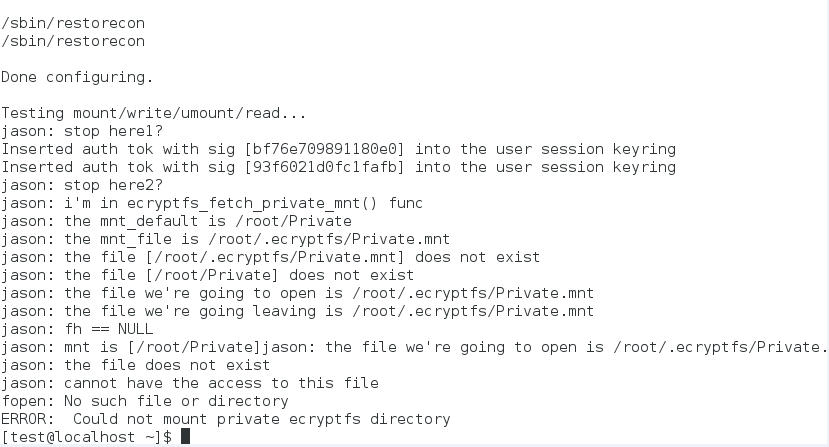 /sbin/restorecon
/sbin/restorecon
Done configuring.
Testing mount/write/umount/read...
jason: stop here1?
Inserted auth tok with sig [bf76e709891180e0] into the user session keyring
Inserted auth tok with sig [93f6021d0fc1fafb] into the user session keyring
jason: stop here2?
jason: i'm in ecryptfs_fetch_private_mnt() func
jason: the mnt_default is /root/Private
jason: the mnt_file is /root/.ecryptfs/Private.mnt
jason: the file [/root/.ecryptfs/Private.mnt] does not exist
jason: the file [/root/Private] does not exist
jason: the file we're going to open is /root/.ecryptfs/Private.mnt
jason: the file we're going leaving is /root/.ecryptfs/Private.mnt
jason: fh == NULL
jason: mnt is [/root/Private]jason: the file we're going to open is /root/.ecryptfs/Private.
jason: the file does not exist
jason: cannot have the access to this file
fopen: No such file or directory
ERROR:  Could not mount private ecryptfs directory
[test@localhost ~]$